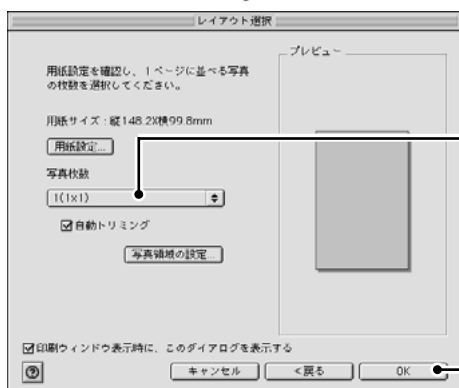 レイアウト選択
用紙設定を確認し、1ページに並べる写真
の枚数を選択してください。
用紙サイズ：縦148.2X横99.8mm
用紙設定...
写真枚数
1(1x1)
自動トリミング
写真領域の設定...
プレビュー
印刷ウィンドウ表示時に、このダイアログを表示する
?
キャンセル
<戻る
OK